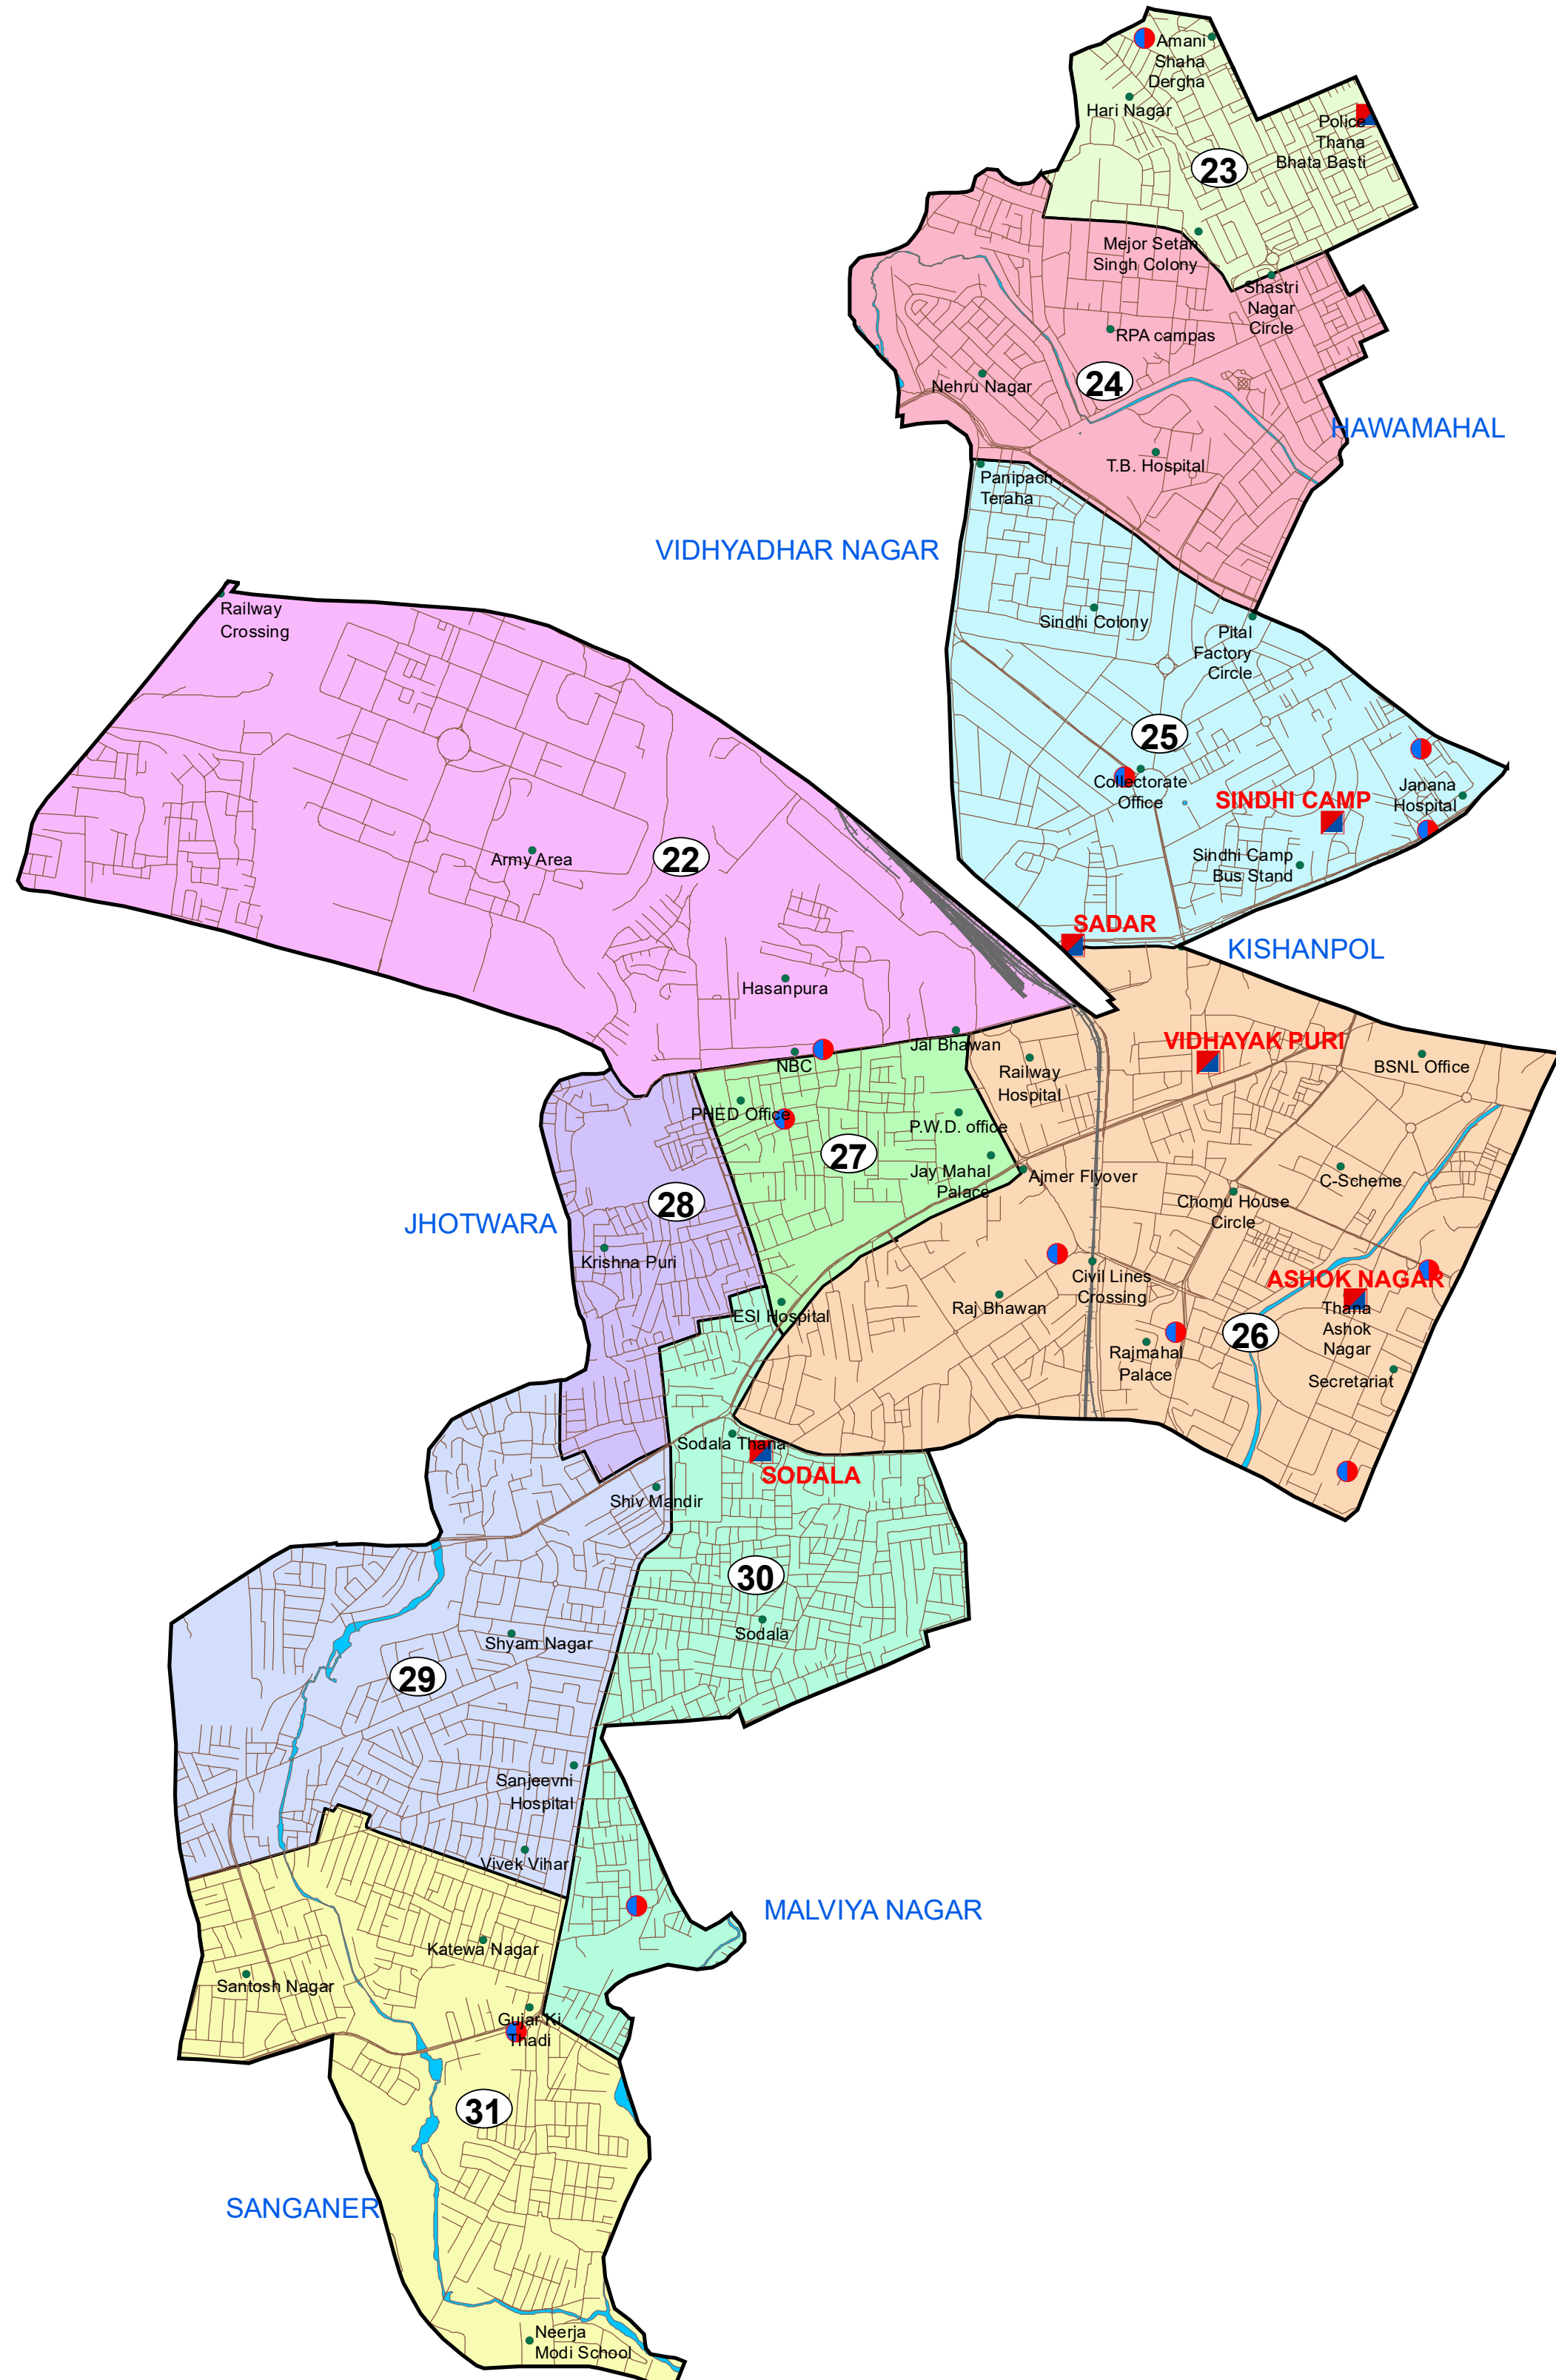 Amani
Shaha
Dergha
Hari Nagar
Police
Thana
Bhata Basti
23
Mejor Setan
Singh Colony
Shastri
Nagar
Circle
RPA campas
24
Nehru Nagar
HAWAMAHAL
T.B. Hospital
Panipach
Teraha
VIDHYADHAR NAGAR
Railway
Crossing
Sindhi Colony
Pital
Factory
Circle
25
Collectorate
Office
Janana
Hospital
SINDHI CAMP
Sindhi Camp
Bus Stand
Army Area
22
SADAR
KISHANPOL
Hasanpura
Jal Bhawan
NBC
VIDHAYAK PURI
BSNL Office
Railway
Hospital
PHED Office
P.W.D. office
27
Jay Mahal
Palace
Ajmer Flyover
C-Scheme
Chomu House
Circle
28
JHOTWARA
Krishna Puri
Civil Lines
Crossing
ASHOK NAGAR
Thana
Ashok
Nagar
Raj Bhawan
ESI Hospital
26
Rajmahal
Palace
Secretariat
Sodala Thana
SODALA
Shiv Mandir
30
Sodala
Shyam Nagar
29
Sanjeevni
Hospital
Vivek Vihar
MALVIYA NAGAR
Katewa Nagar
Santosh Nagar
Gujar Ki
Thadi
31
SANGANER
Neerja
Modi School